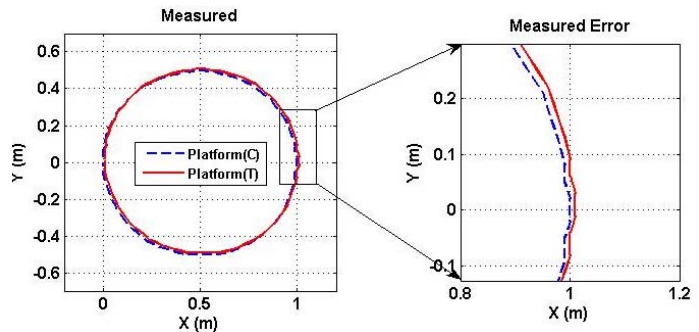 Measured
0.6
0.4
0.2
0
-0.2
-0.4
-0.6
Y (m)
0
0.5
1
X (m)
Platform(C)
Platform(T)
Measured Error
0.2
0.1
0
-0.1
Y (m)
0.8
1
1.2
X (m)